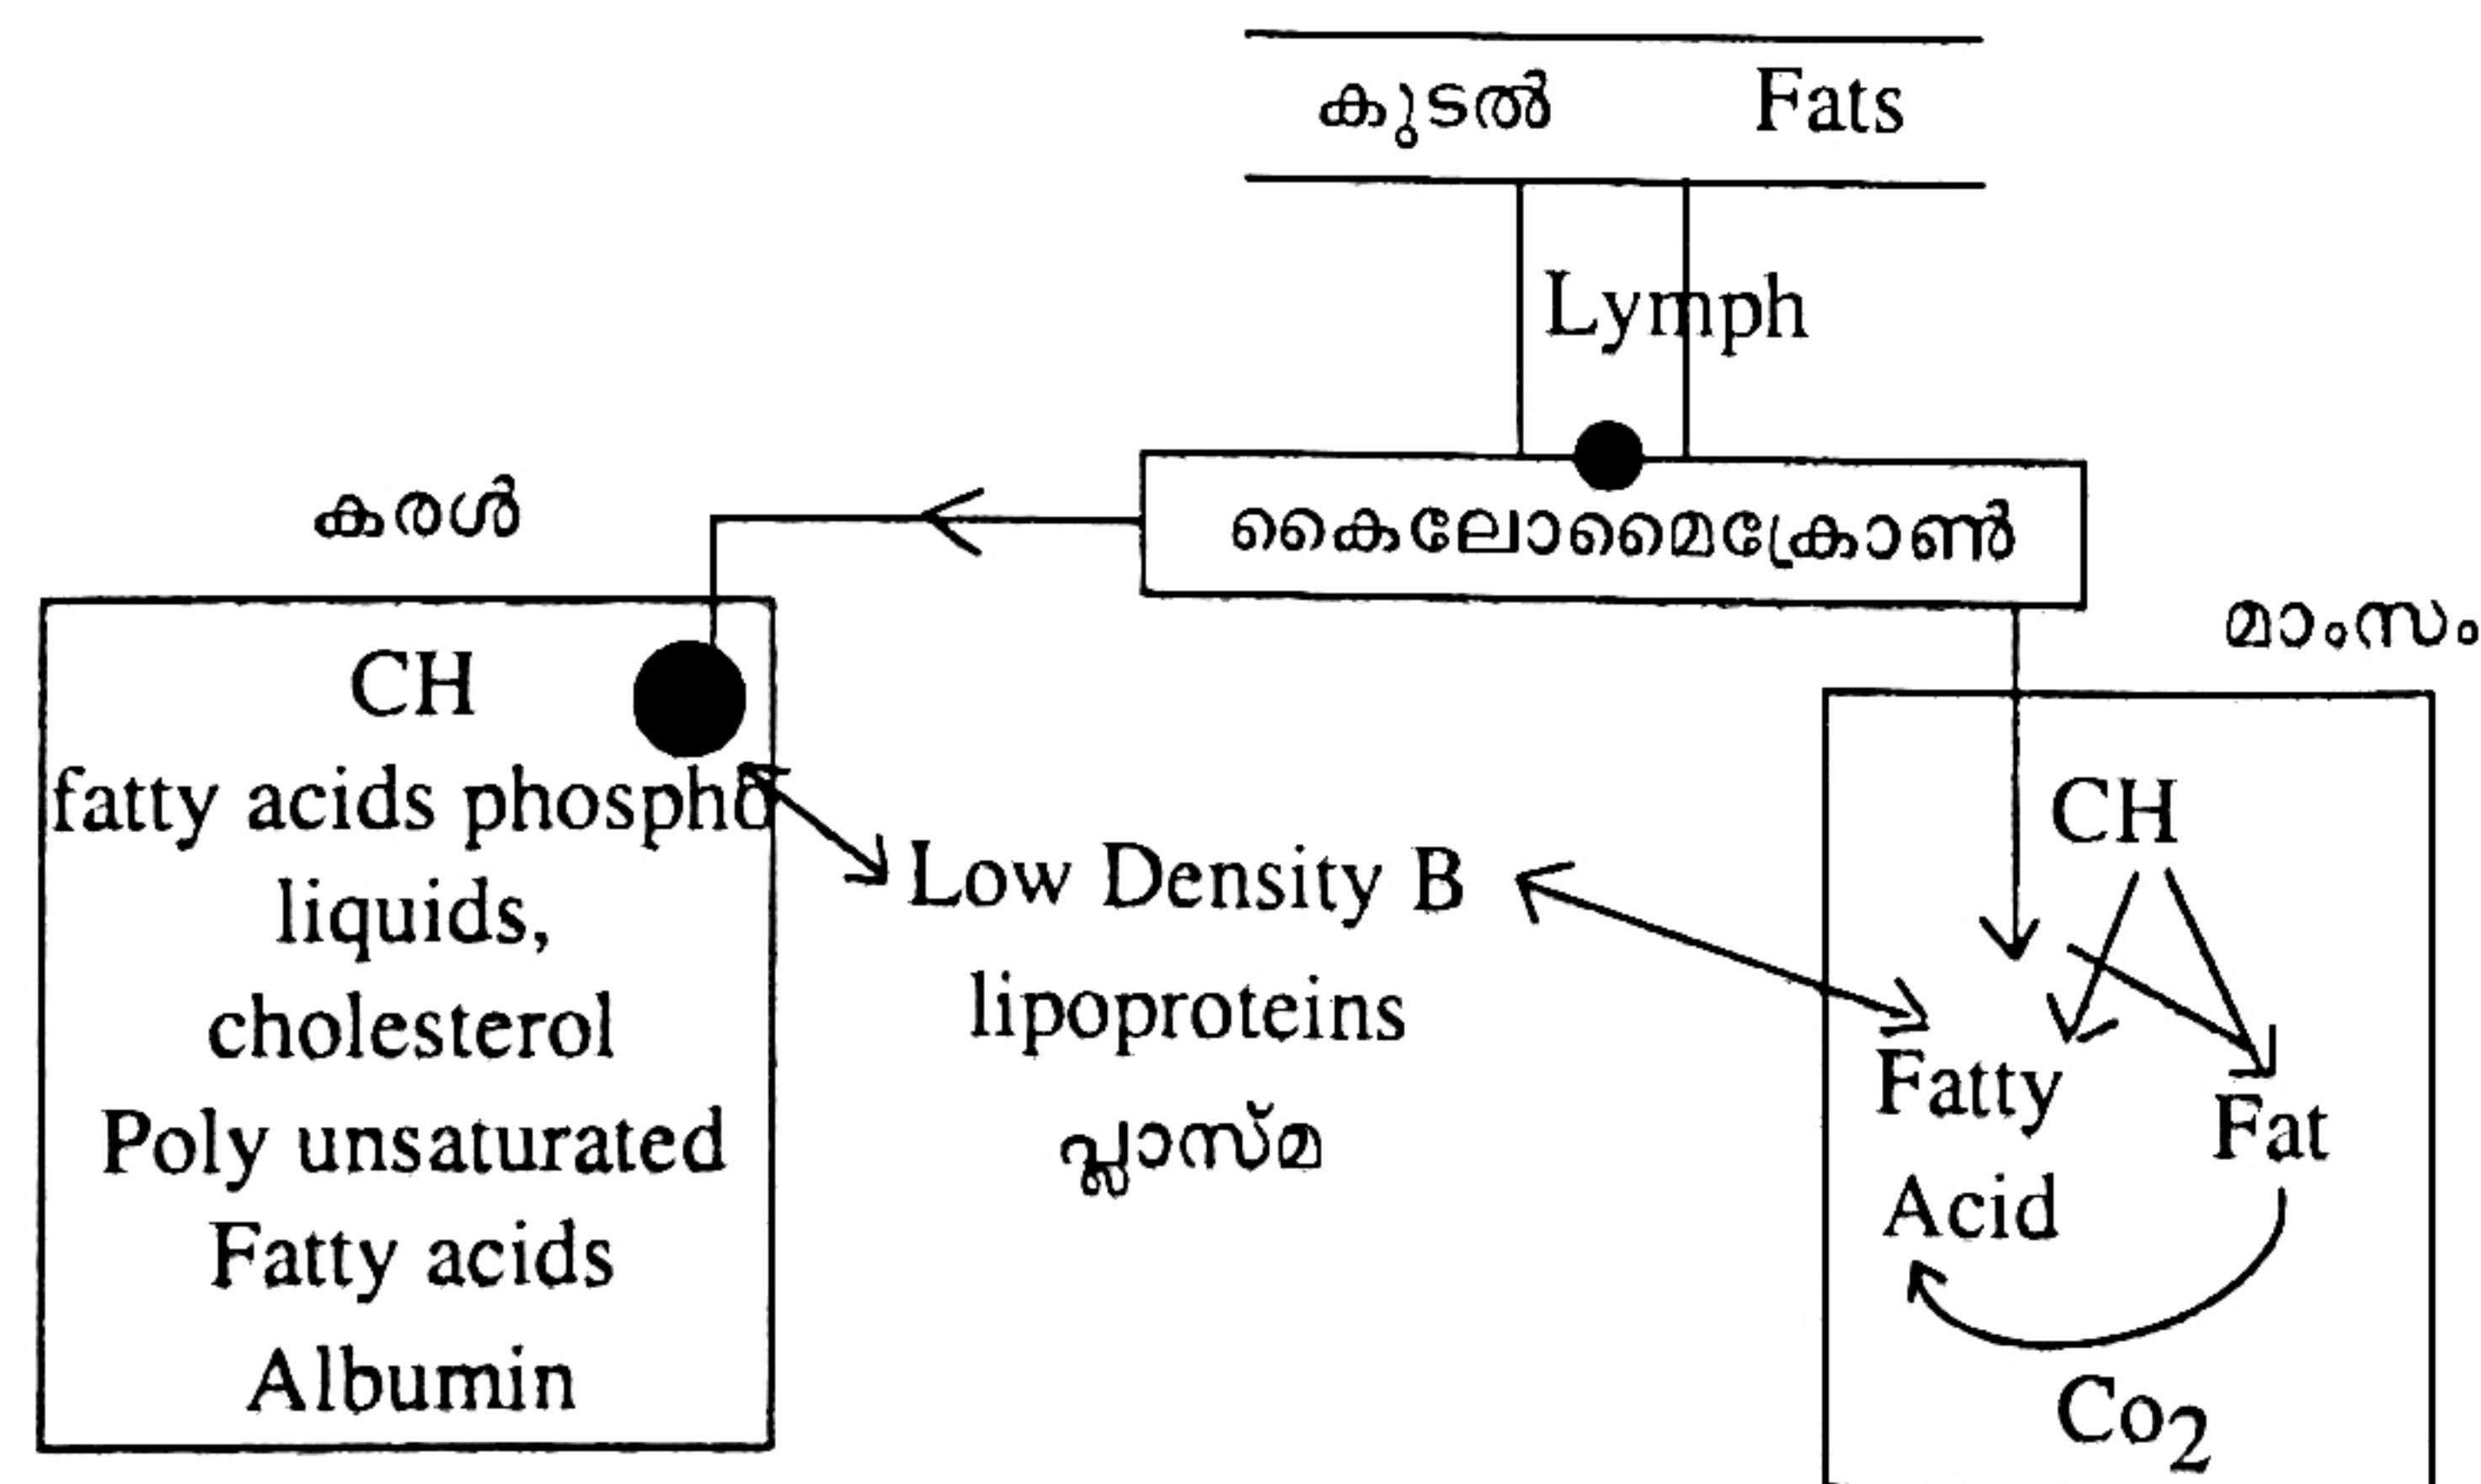 കുടൽ Fats
Lymph
കൈലോമൈക്രോൺ
കരൾ
CH
fatty acids phospho
liquids,
cholesterol
Poly unsaturated
Fatty acids
Albumin
Low Density B
lipoproteins
പ്ലാസ്മ
മാംസം
CH
Fatty
Acid
Fat
Co2